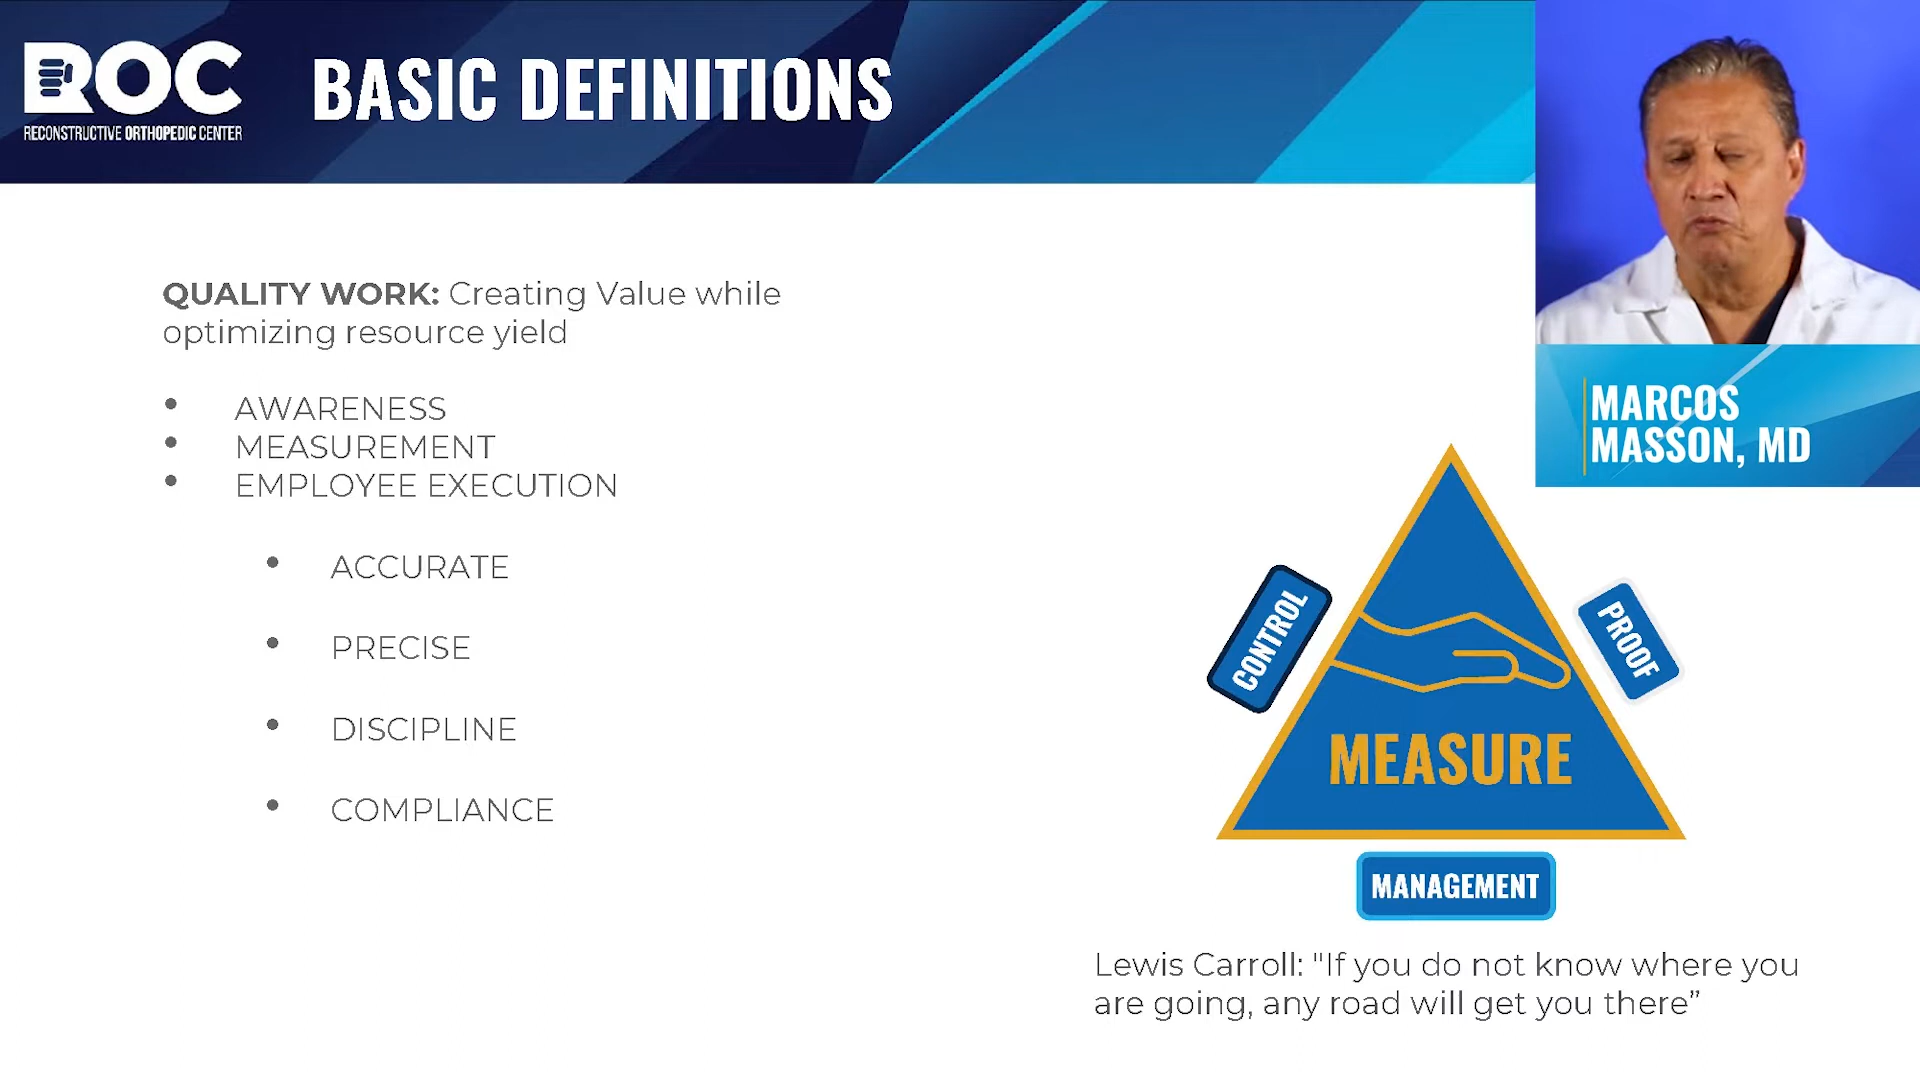 ROC
RECONSTRUCTIVE ORTHOPEDIC CENTER
BASIC DEFINITIONS
MARCOS
MASSON, MD
QUALITY WORK: Creating Value while
optimizing resource yield
• AWARENESS
• MEASUREMENT
• EMPLOYEE EXECUTION
• ACCURATE
• PRECISE
• DISCIPLINE
• COMPLIANCE
CONTROL
PROOF
MEASURE
MANAGEMENT
Lewis Carroll: "If you do not know where you
are going, any road will get you there”